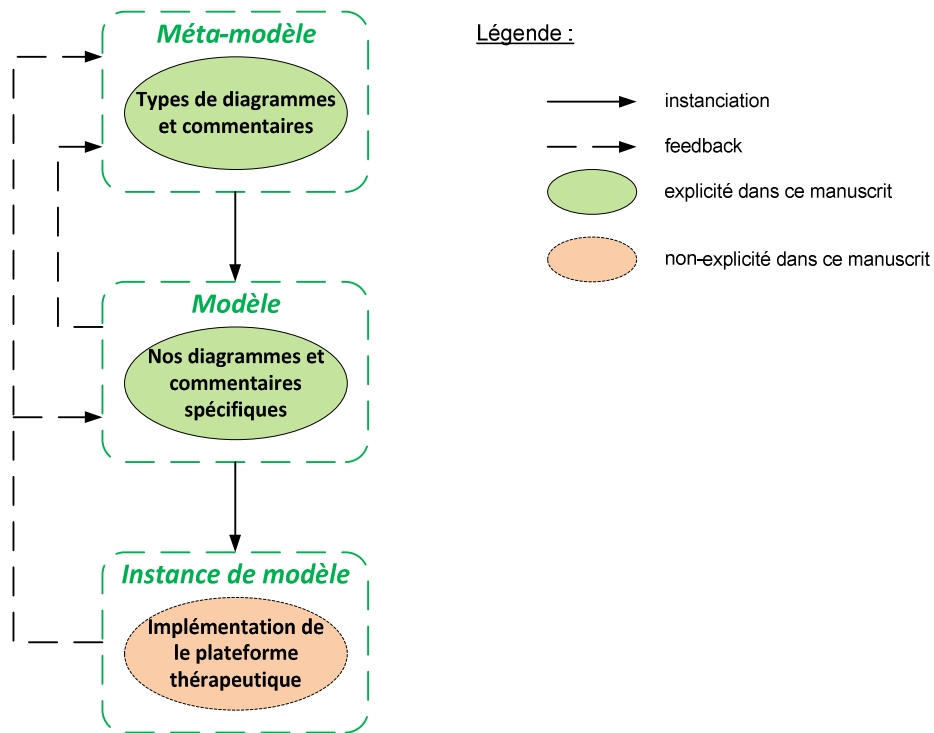 Méta-modèle
Types de diagrammes
et commentaires
Modèle
Nos diagrammes et
commentaires
spécifiques
Instance de modèle
Implémentation de
le plateforme
thérapeutique
Légende :
instanciation
feedback
explicité dans ce manuscrit
non-explicité dans ce manuscrit